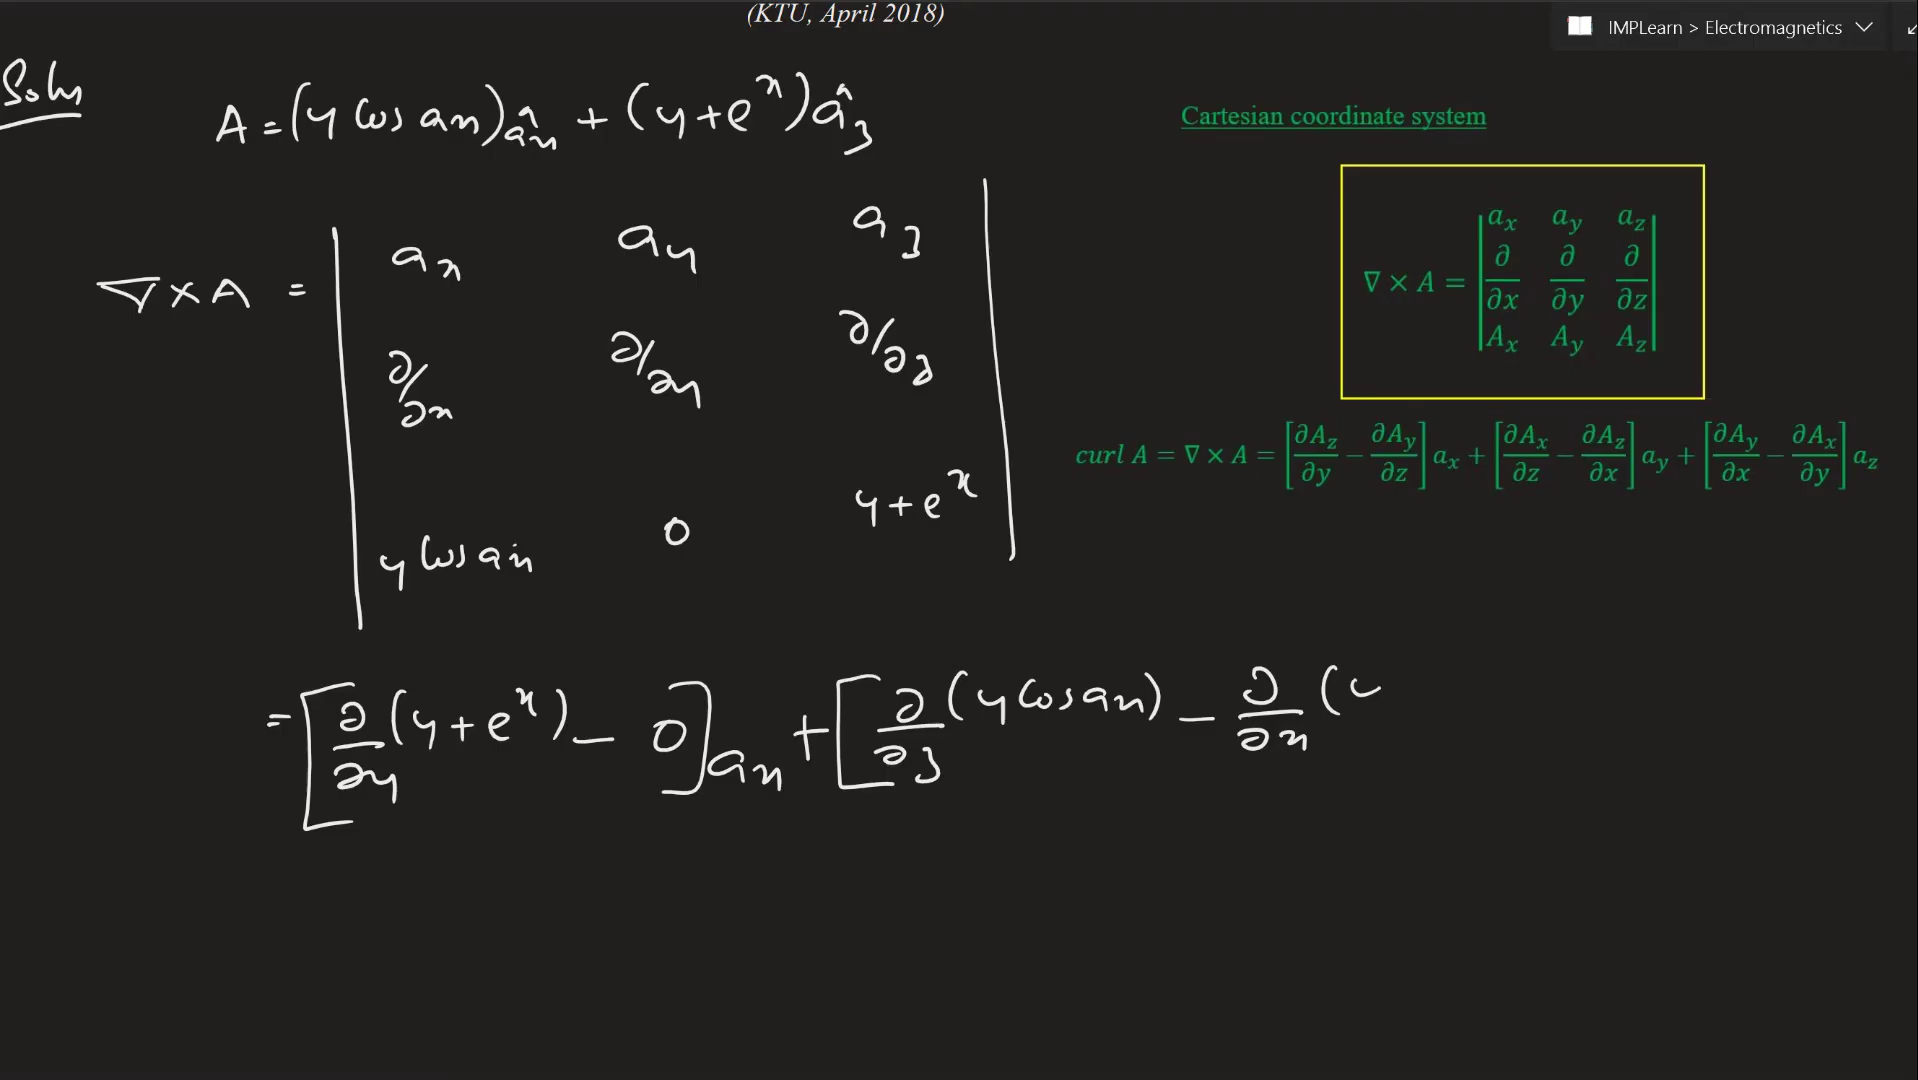 (KTU, April 2018)
IMPLearn > Electromagnetics
Soln
A = (y cos ax) âx + (y + e^x) âz
Cartesian coordinate system
∇ × A = | ax ay az |
| ∂/∂x ∂/∂y ∂/∂z |
| y cos ax 0 y + e^x |
∇ × A = | ax ay az |
| ∂/∂x ∂/∂y ∂/∂z |
| Ax Ay Az |
curl A = ∇ × A = [∂Az/∂y − ∂Ay/∂z] ax + [∂Ax/∂z − ∂Az/∂x] ay + [∂Ay/∂x − ∂Ax/∂y] az
= [∂/∂y (y + e^x) − 0] ax + [∂/∂z (y cos ax) − ∂/∂x (